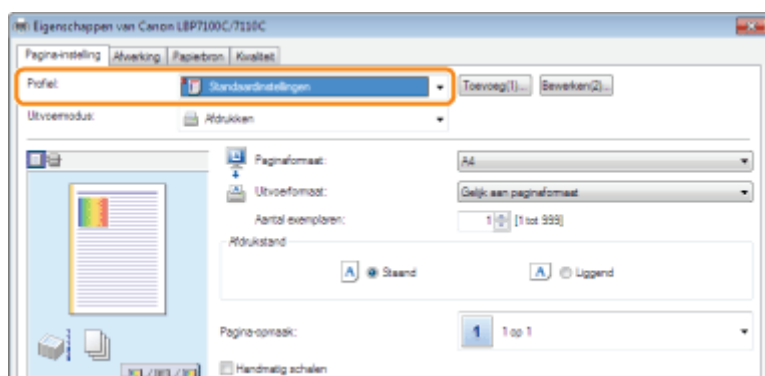 Eigenschappen van Canon LBP7100C/7110C
Pagina-instelling Afwerking Papierbron Kwaliteit
Profiel: Standaardinstellingen Toevoeg(1)... Bewerken(2)...
Uitvoermodus: Afdrukken
Paginaformaat: A4
Uitvoerformaat: Gelijk aan paginaformaat
Aantal exemplaren: 1 [1 tot 999]
Afdrukstand
A Staand A Liggend
Pagina-opmaak: 1 1 op 1
Handmatig schalen